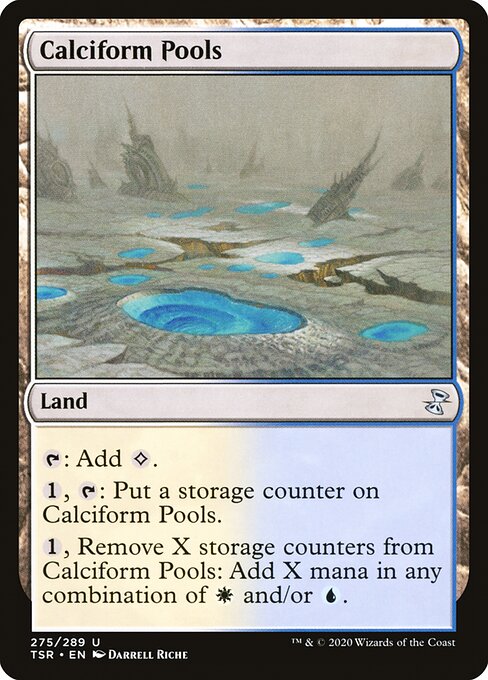 Calciform Pools
Land
: Add .
1, : Put a storage counter on
Calciform Pools.
1, Remove X storage counters from
Calciform Pools: Add X mana in any
combination of and/or .
275/289 U
™ & © 2020 Wizards of the Coast
TSR • EN Darrell Riche